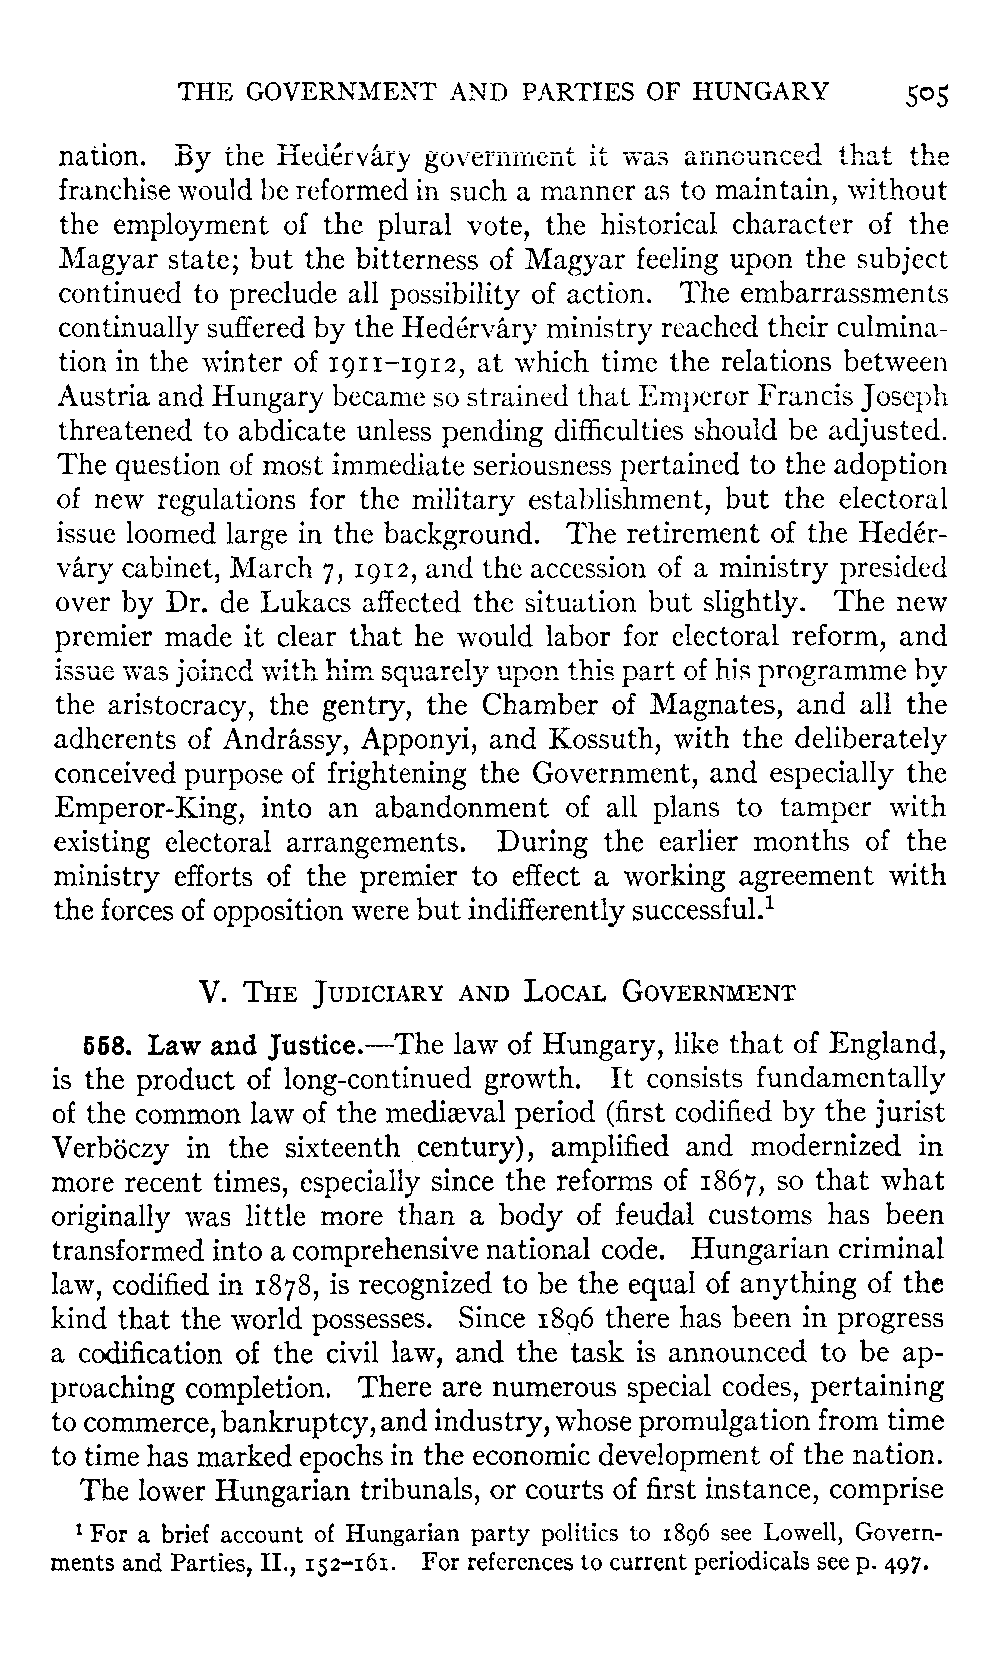 THE GOVERNMENT AND PARTIES OF HUNGARY 505
nation. By the Hedérváry government it was announced that the
franchise would be reformed in such a manner as to maintain, without
the employment of the plural vote, the historical character of the
Magyar state; but the bitterness of Magyar feeling upon the subject
continued to preclude all possibility of action. The embarrassments
continually suffered by the Hedérváry ministry reached their culmina-
tion in the winter of 1911–1912, at which time the relations between
Austria and Hungary became so strained that Emperor Francis Joseph
threatened to abdicate unless pending difficulties should be adjusted.
The question of most immediate seriousness pertained to the adoption
of new regulations for the military establishment, but the electoral
issue loomed large in the background. The retirement of the Hedér-
váry cabinet, March 7, 1912, and the accession of a ministry presided
over by Dr. de Lukacs affected the situation but slightly. The new
premier made it clear that he would labor for electoral reform, and
issue was joined with him squarely upon this part of his programme by
the aristocracy, the gentry, the Chamber of Magnates, and all the
adherents of Andrássy, Apponyi, and Kossuth, with the deliberately
conceived purpose of frightening the Government, and especially the
Emperor-King, into an abandonment of all plans to tamper with
existing electoral arrangements. During the earlier months of the
ministry efforts of the premier to effect a working agreement with
the forces of opposition were but indifferently successful.¹
V. THE JUDICIARY AND LOCAL GOVERNMENT
558. Law and Justice.—The law of Hungary, like that of England,
is the product of long-continued growth. It consists fundamentally
of the common law of the mediæval period (first codified by the jurist
Verböczy in the sixteenth century), amplified and modernized in
more recent times, especially since the reforms of 1867, so that what
originally was little more than a body of feudal customs has been
transformed into a comprehensive national code. Hungarian criminal
law, codified in 1878, is recognized to be the equal of anything of the
kind that the world possesses. Since 1896 there has been in progress
a codification of the civil law, and the task is announced to be ap-
proaching completion. There are numerous special codes, pertaining
to commerce, bankruptcy, and industry, whose promulgation from time
to time has marked epochs in the economic development of the nation.
The lower Hungarian tribunals, or courts of first instance, comprise
¹ For a brief account of Hungarian party politics to 1896 see Lowell, Govern-
ments and Parties, II., 152–161. For references to current periodicals see p. 497.